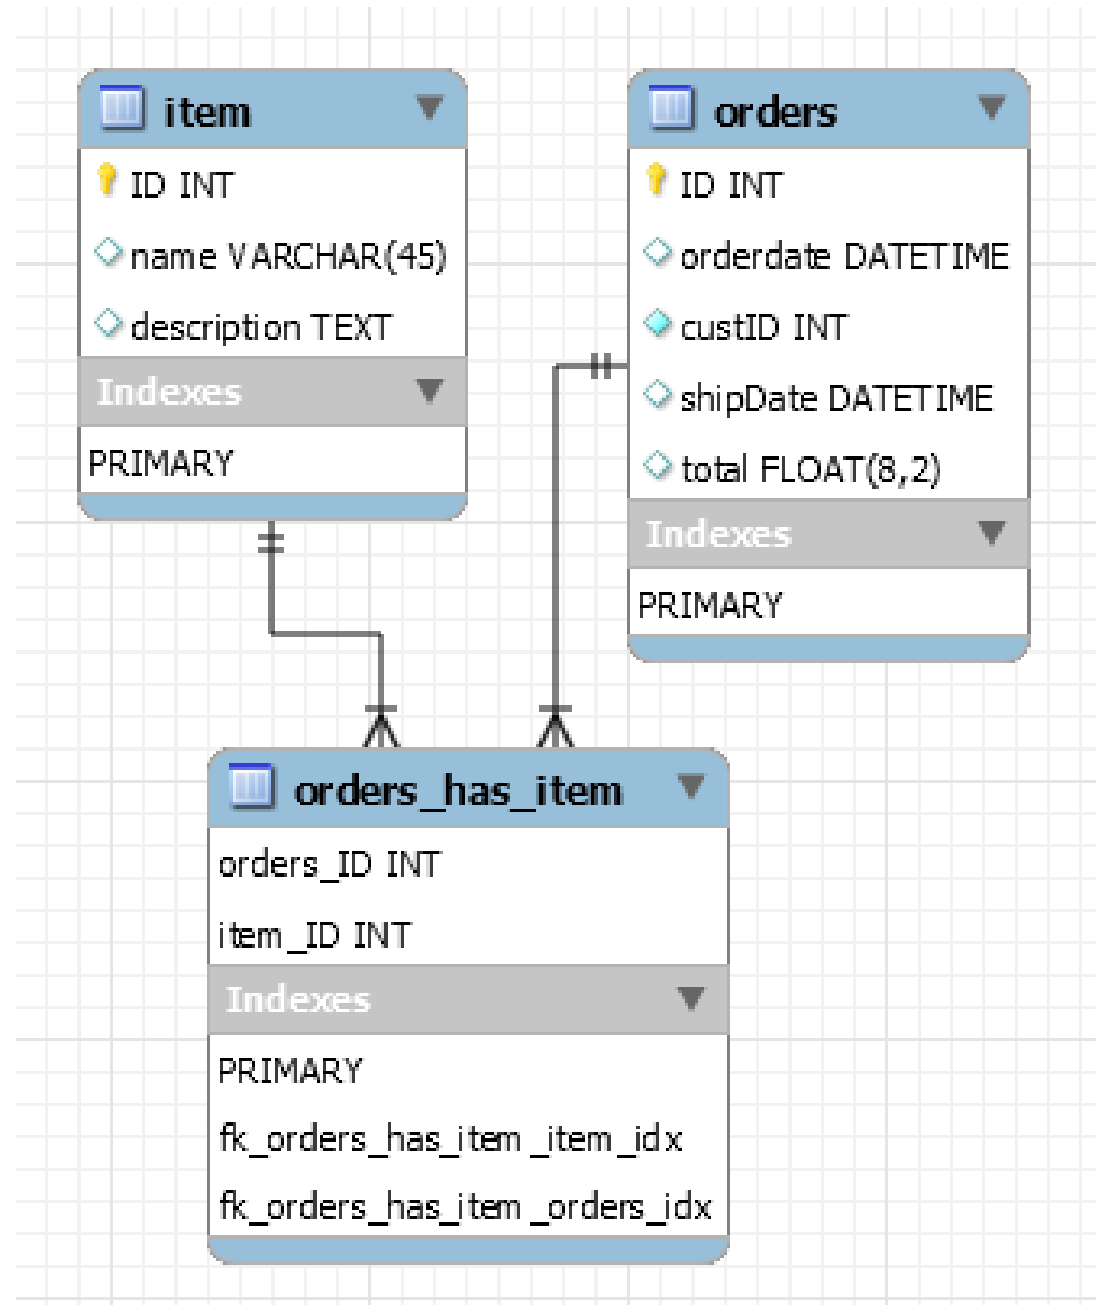 item
ID INT
name VARCHAR(45)
description TEXT
Indexes
PRIMARY
orders
ID INT
orderdate DATETIME
custID INT
shipDate DATETIME
total FLOAT(8,2)
Indexes
PRIMARY
orders_has_item
orders_ID INT
item_ID INT
Indexes
PRIMARY
fk_orders_has_item_item_idx
fk_orders_has_item_orders_idx